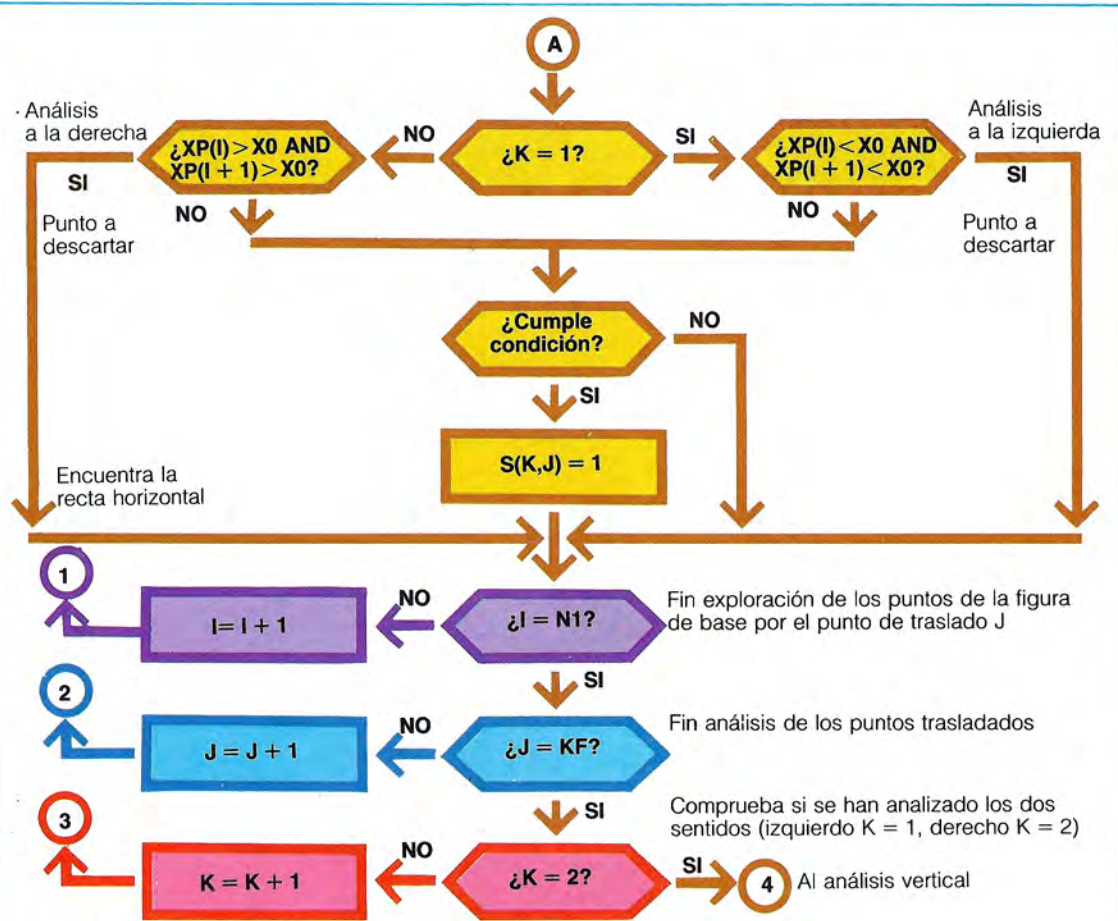 A
· Análisis
a la derecha
¿XP(I)>X0 AND
XP(I + 1)>X0?
NO
¿K = 1?
SI
¿XP(I)<X0 AND
XP(I + 1)<X0?
Análisis
a la izquierda
SI
NO
NO
SI
Punto a
descartar
Punto a
descartar
¿Cumple
condición?
NO
SI
S(K,J) = 1
Encuentra la
recta horizontal
1
I= I + 1
NO
¿I = N1?
Fin exploración de los puntos de la figura
de base por el punto de traslado J
SI
2
J = J + 1
NO
¿J = KF?
Fin análisis de los puntos trasladados
SI
Comprueba si se han analizado los dos
sentidos (izquierdo K = 1, derecho K = 2)
3
K = K + 1
NO
¿K = 2?
SI
4
Al análisis vertical